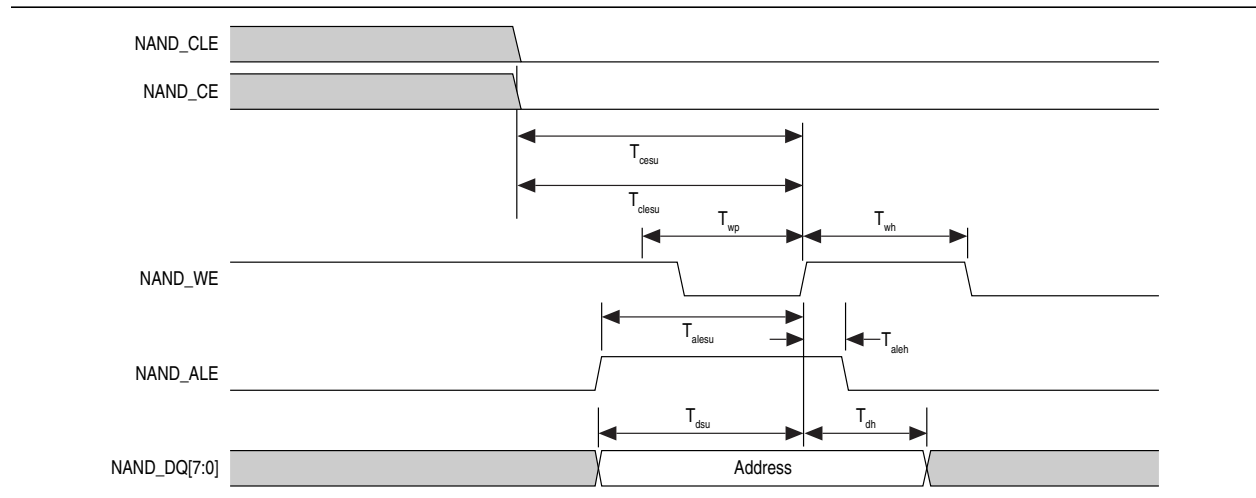 NAND_CLE
NAND_CE
Tcesu
Tclesu
Twp
Twh
NAND_WE
Talesu
Taleh
NAND_ALE
Tdsu
Tdh
NAND_DQ[7:0]
Address